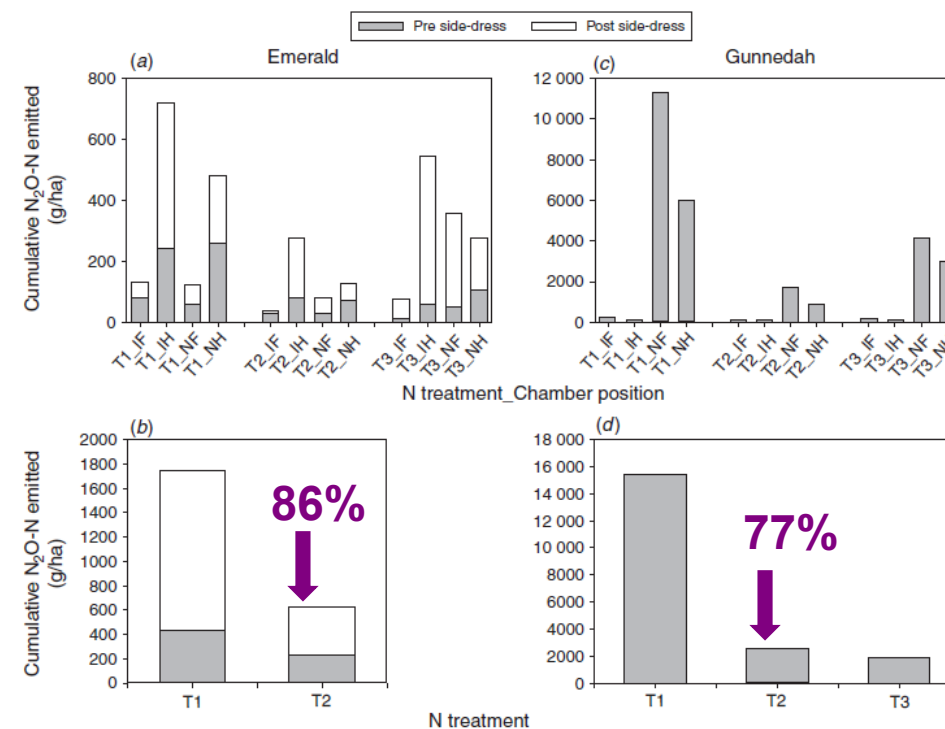 Pre side-dress Post side-dress
(a) Emerald
(c) Gunnedah
Cumulative N₂O-N emitted
(g/ha)
800
600
400
200
0
12 000
10 000
8000
6000
4000
2000
0
T1_IF T1_IH T1_NF T1_NH T2_IF T2_IH T2_NF T2_NH T3_IF T3_IH T3_NF T3_NH
T1_IF T1_IH T1_NF T1_NH T2_IF T2_IH T2_NF T2_NH T3_IF T3_IH T3_NF
N treatment_Chamber position
(b)
(d)
Cumulative N₂O-N emitted
(g/ha)
2000
1800
1600
1400
1200
1000
800
600
400
200
0
86%
T1 T2
18 000
16 000
14 000
12 000
10 000
8000
6000
4000
2000
0
77%
T1 T2 T3
N treatment